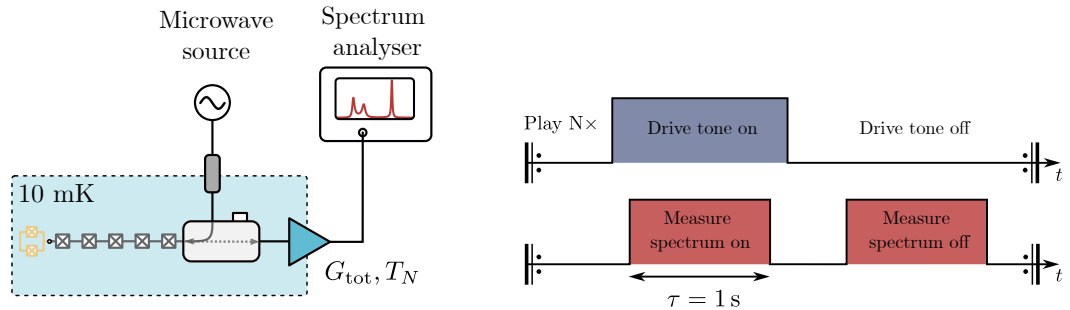 Microwave
source
Spectrum
analyser
10 mK
G_tot, T_N
Play N×
Drive tone on
Drive tone off
t
Measure
spectrum on
Measure
spectrum off
t
τ = 1 s